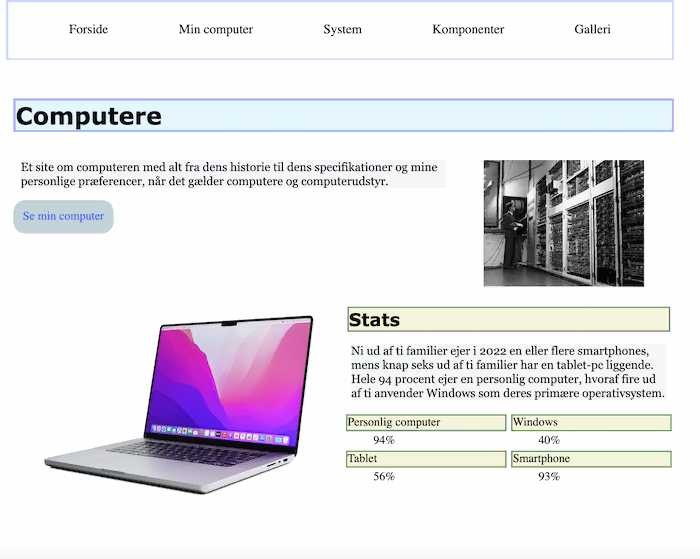 Forside Min computer System Komponenter Galleri
Computere
Et site om computeren med alt fra dens historie til dens specifikationer og mine
personlige præferencer, når det gælder computere og computerudstyr.
Se min computer
Stats
Ni ud af ti familier ejer i 2022 en eller flere smartphones,
mens knap seks ud af ti familier har en tablet-pc liggende.
Hele 94 procent ejer en personlig computer, hvoraf fire ud
af ti anvender Windows som deres primære operativsystem.
Personlig computer Windows
94% 40%
Tablet Smartphone
56% 93%